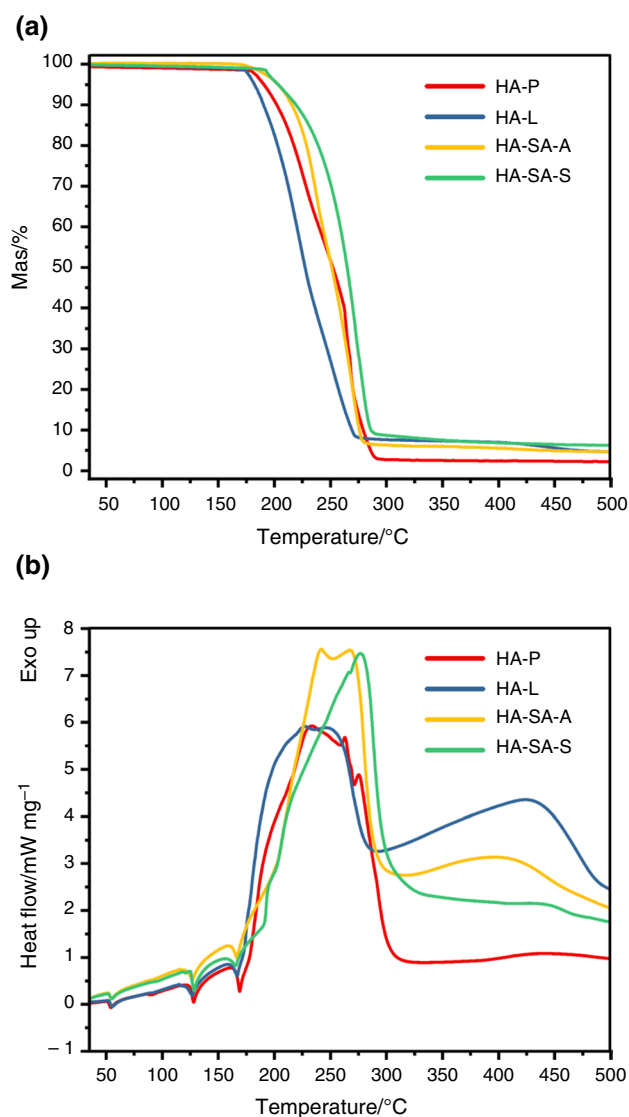 (a)
100
90
80
70
60
50
40
30
20
10
0
Mas/%
HA-P
HA-L
HA-SA-A
HA-SA-S
50 100 150 200 250 300 350 400 450 500
Temperature/°C
(b)
Exo up
Heat flow/mW mg⁻¹
8
7
6
5
4
3
2
1
0
– 1
HA-P
HA-L
HA-SA-A
HA-SA-S
50 100 150 200 250 300 350 400 450 500
Temperature/°C